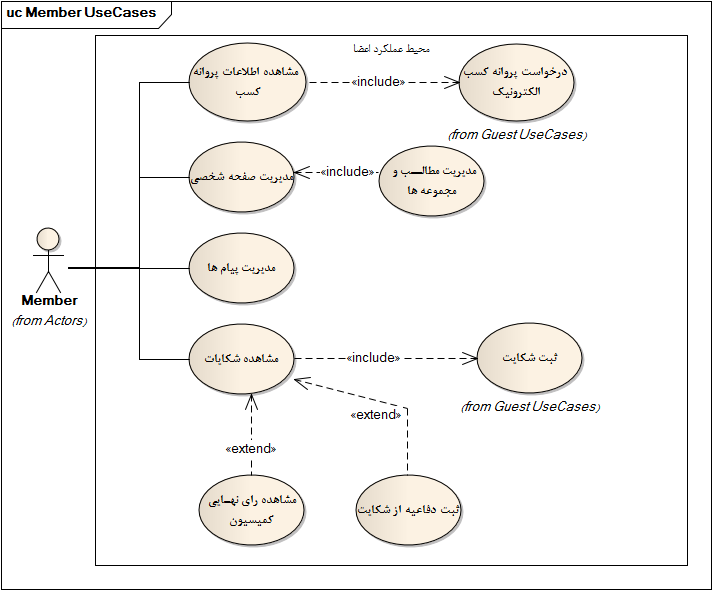 uc Member UseCases
محیط عملکرد اعضا
مشاهده اطلاعات پروانه
کسب
«include»
درخواست پروانه کسب
الکترونیک
(from Guest UseCases)
مدیریت صفحه شخصی
«include»
مدیریت مطالـــب و
مجموعه ها
مدیریت پیام ها
Member
(from Actors)
مشاهده شکایات
«include»
ثبت شکایت
(from Guest UseCases)
«extend»
«extend»
مشاهده رای نهـایی
کمیسیون
ثبت دفاعیه از شکایت